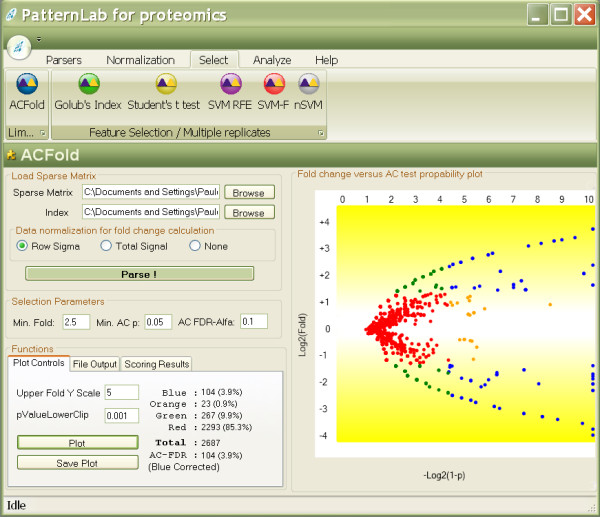 PatternLab for proteomics
Parsers Normalization Select Analyze Help
ACFold Golub's Index Student's t test SVM RFE SVM-F nSVM
Lim... Feature Selection / Multiple replicates
ACFold
Load Sparse Matrix
Sparse Matrix C:\Documents and Settings\Paul Browse
Index C:\Documents and Settings\Paul Browse
Data normalization for fold change calculation
Row Sigma Total Signal None
Parse !
Selection Parameters
Min. Fold: 2.5 Min. AC p: 0.05 AC FDR-Alfa: 0.1
Functions
Plot Controls File Output Scoring Results
Upper Fold Y Scale 5
pValueLowerClip 0.001
Plot
Save Plot
Blue : 104 (3.9%)
Orange : 23 (0.9%)
Green : 267 (9.9%)
Red : 2293 (85.3%)
Total : 2687
AC-FDR : 104 (3.9%)
(Blue Corrected)
Fold change versus AC test propability plot
0 1 2 3 4 5 6 7 8 9 10
+4
+3
+2
+1
0
-1
-2
-3
-4
Log2(Fold)
-Log2(1-p)
Idle